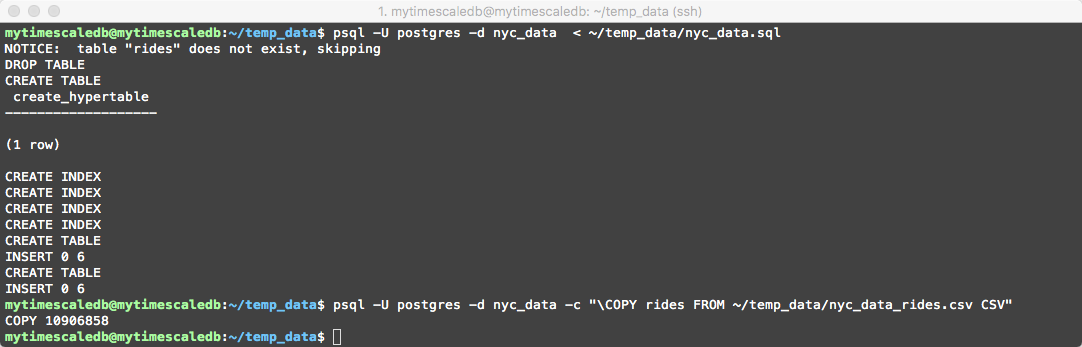 1. mytimescaledb@mytimescaledb: ~/temp_data (ssh)
mytimescaledb@mytimescaledb:~/temp_data$ psql -U postgres -d nyc_data  < ~/temp_data/nyc_data.sql
NOTICE:  table "rides" does not exist, skipping
DROP TABLE
CREATE TABLE
 create_hypertable
-------------------
(1 row)
CREATE INDEX
CREATE INDEX
CREATE INDEX
CREATE INDEX
CREATE TABLE
INSERT 0 6
CREATE TABLE
INSERT 0 6
mytimescaledb@mytimescaledb:~/temp_data$ psql -U postgres -d nyc_data -c "\COPY rides FROM ~/temp_data/nyc_data_rides.csv CSV"
COPY 10906858
mytimescaledb@mytimescaledb:~/temp_data$